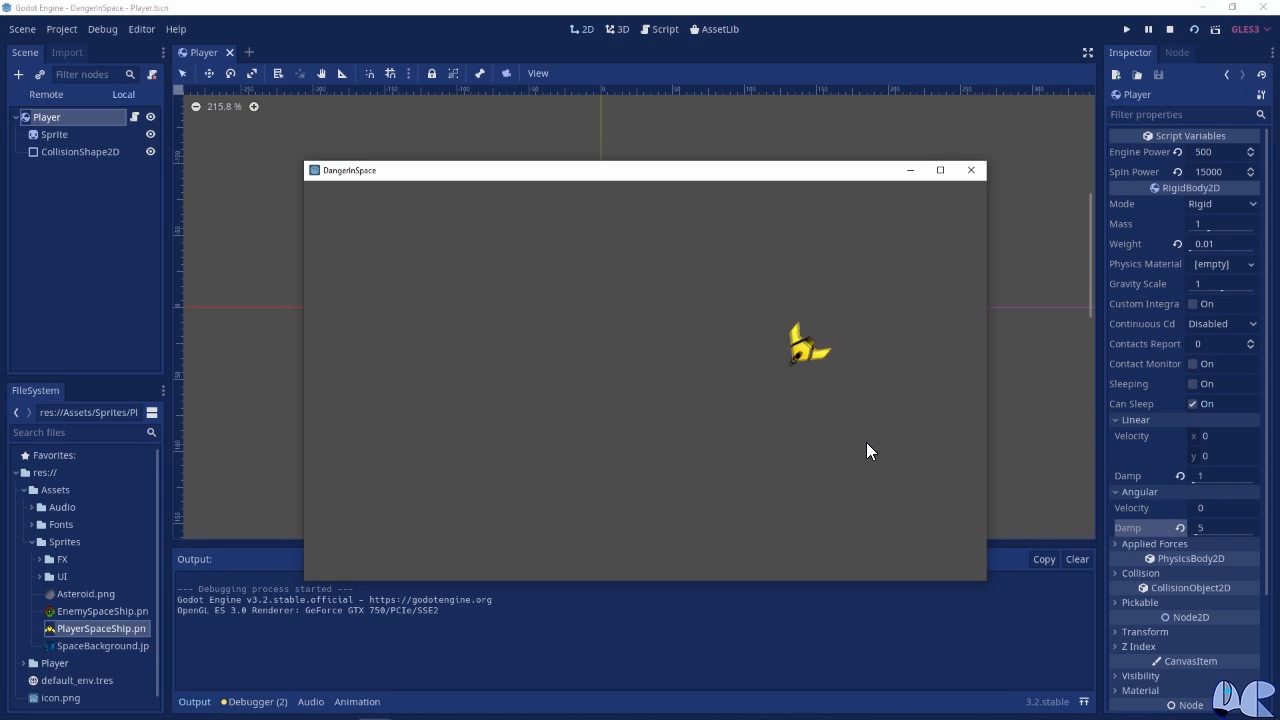 Godot Engine - DangerInSpace - Player.tscn
Scene Project Debug Editor Help
2D 3D Script AssetLib
GLES3
Scene Import
Filter nodes
Remote Local
Player
Sprite
CollisionShape2D
FileSystem
res://Assets/Sprites/Pl
Search files
Favorites:
res://
Assets
Audio
Fonts
Sprites
FX
UI
Asteroid.png
EnemySpaceShip.pn
PlayerSpaceShip.pn
SpaceBackground.jp
Player
default_env.tres
icon.png
Player
View
215.8 %
DangerInSpace
Output:
Copy Clear
--- Debugging process started ---
Godot Engine v3.2.stable.official - https://godotengine.org
OpenGL ES 3.0 Renderer: GeForce GTX 750/PCIe/SSE2
Output Debugger (2) Audio Animation
3.2.stable
Inspector Node
Player
Filter properties
Script Variables
Engine Power 500
Spin Power 15000
RigidBody2D
Mode Rigid
Mass 1
Weight 0.01
Physics Material [empty]
Gravity Scale 1
Custom Integra On
Continuous Cd Disabled
Contacts Report 0
Contact Monitor On
Sleeping On
Can Sleep On
Linear
Velocity x 0
y 0
Damp 1
Angular
Velocity 0
Damp 5
Applied Forces
PhysicsBody2D
Collision
CollisionObject2D
Pickable
Node2D
Transform
Z Index
CanvasItem
Visibility
Material
Node